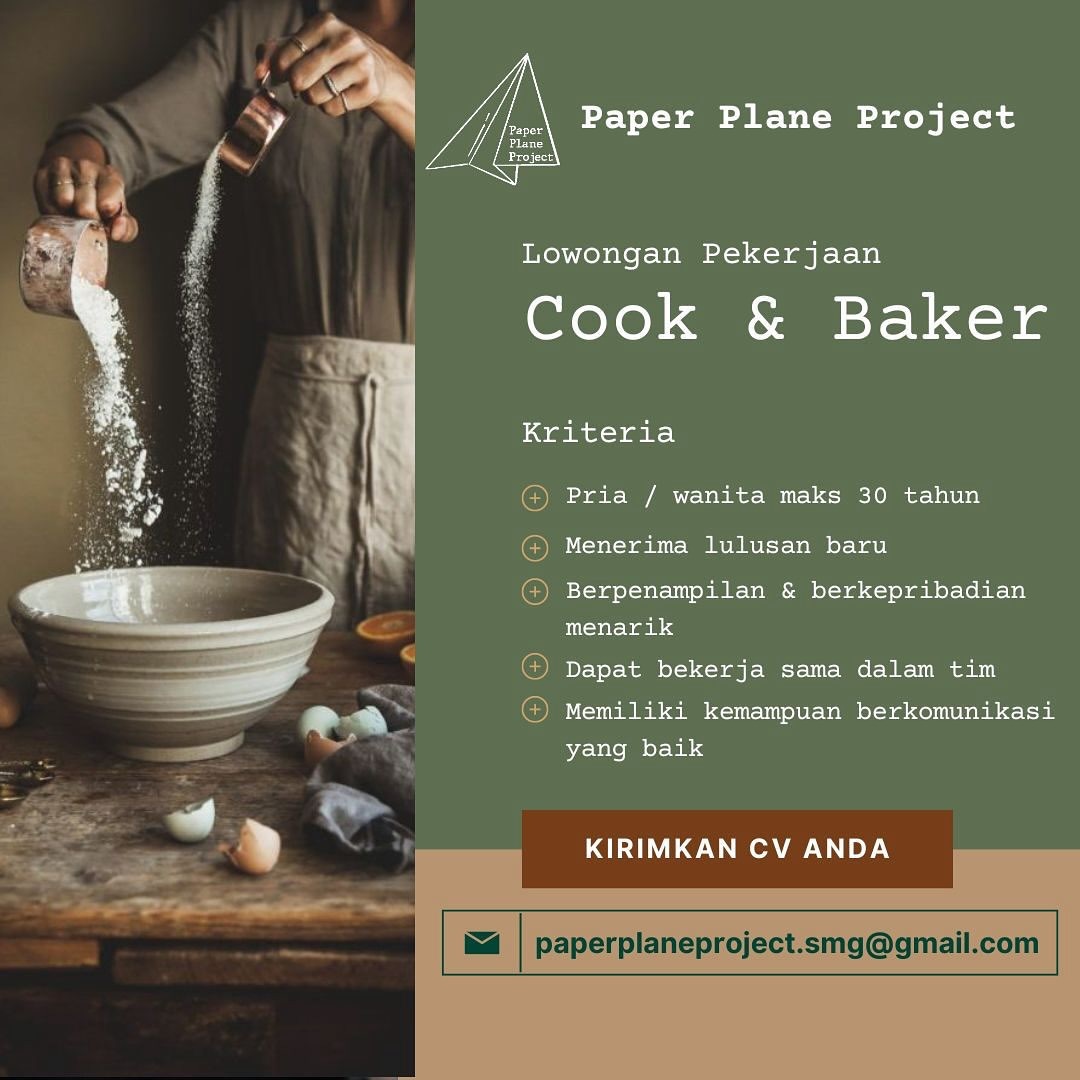 Paper
Plane
Project
Paper Plane Project
Lowongan Pekerjaan
Cook & Baker
Kriteria
Pria / wanita maks 30 tahun
Menerima lulusan baru
Berpenampilan & berkepribadian
menarik
Dapat bekerja sama dalam tim
Memiliki kemampuan berkomunikasi
yang baik
KIRIMKAN CV ANDA
paperplaneproject.smg@gmail.com